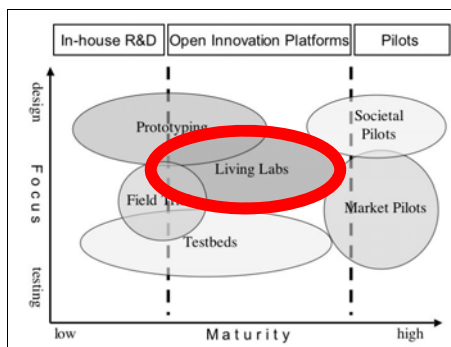 In-house R&D
Open Innovation Platforms
Pilots
design
Focus
testing
Prototyping
Societal
Pilots
Living Labs
Field
Market Pilots
Testbeds
low
Maturity
high